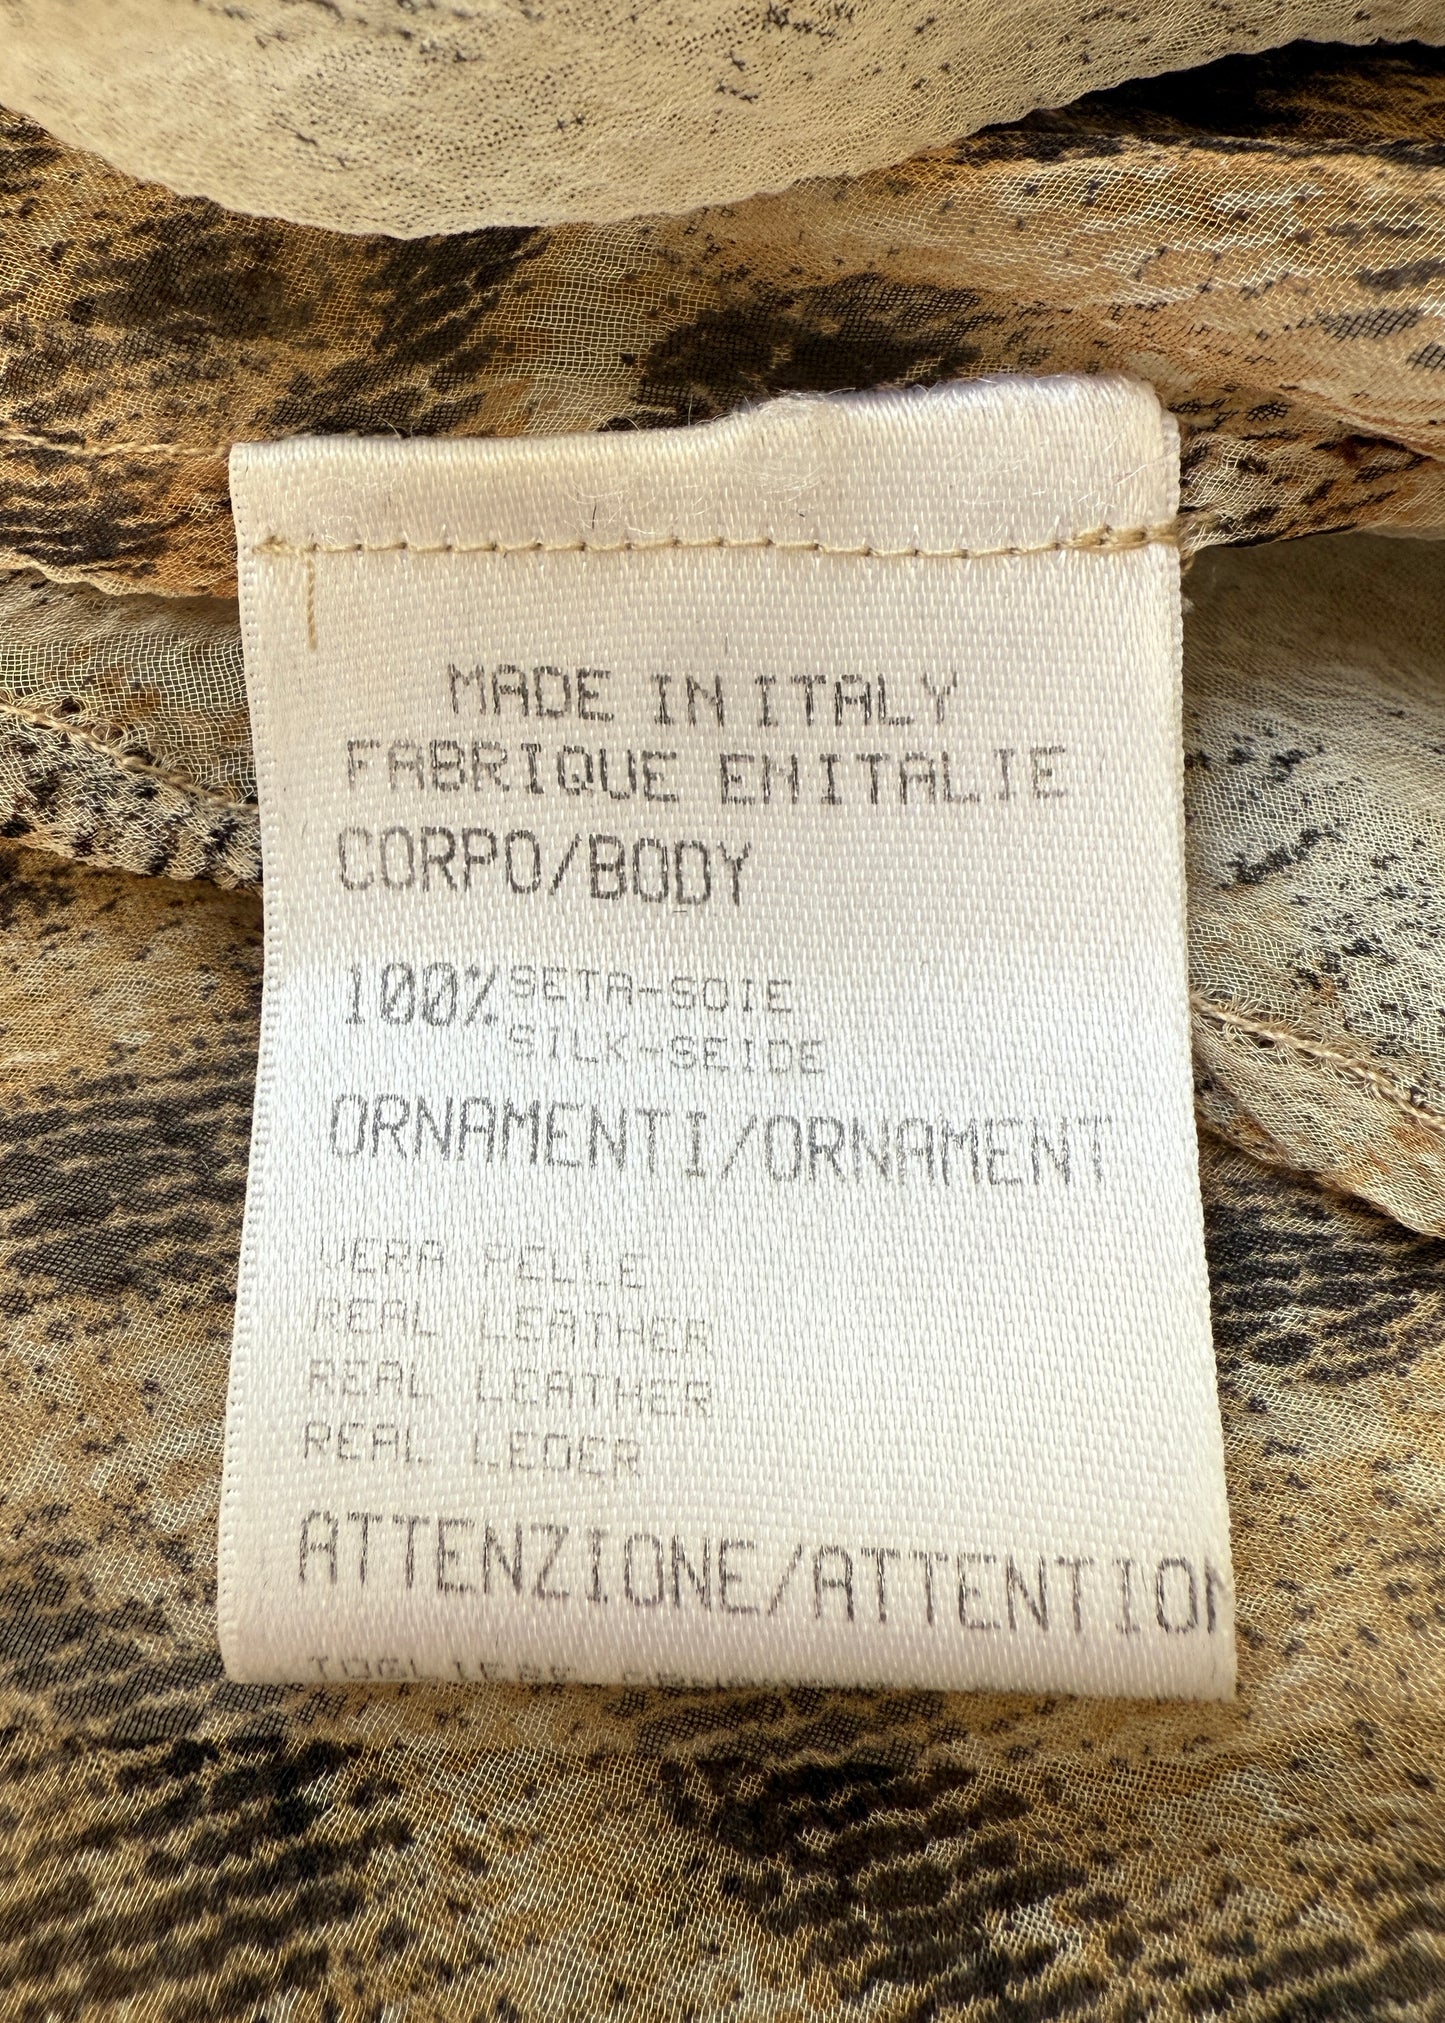 MADE IN ITALY
FABRIQUE EN ITALIE
CORPO/BODY
100% SETA-SOIE
SILK-SEIDE
ORNAMENTI/ORNAMENT
VERA PELLE
REAL LEATHER
REAL LEATHER
REAL LEDER
ATTENZIONE/ATTENTION
TOGLIERE